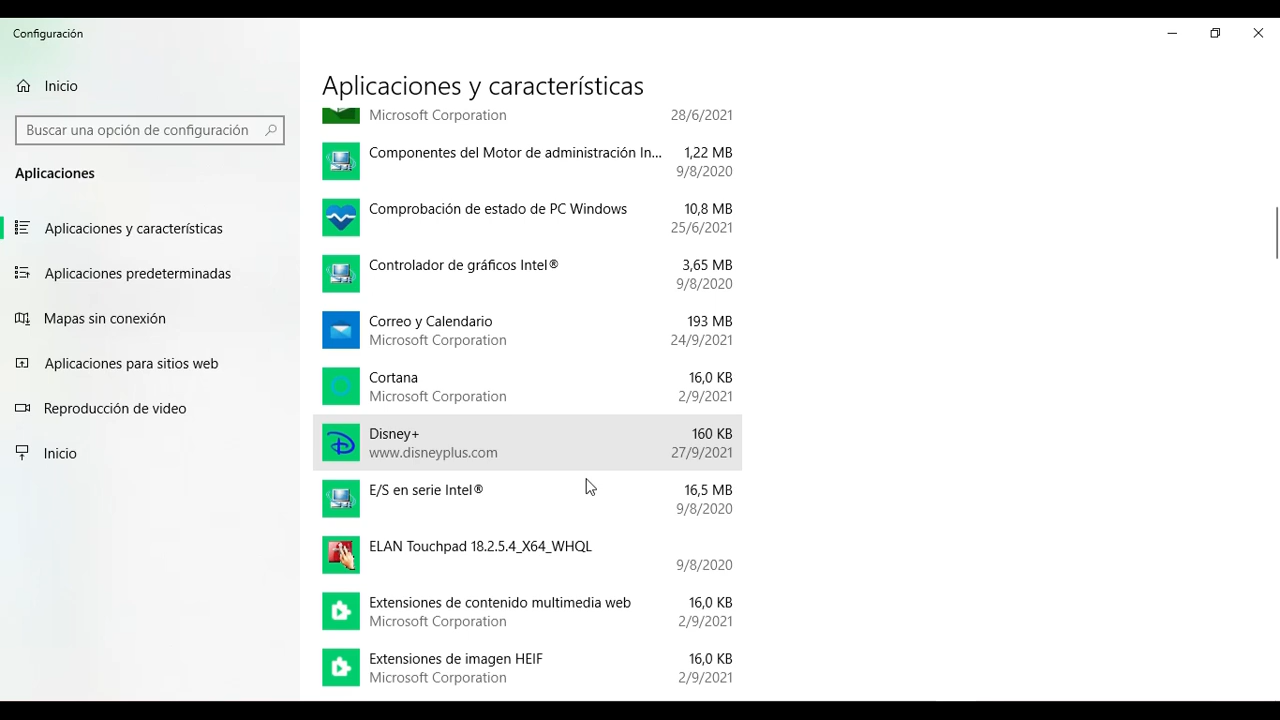 Configuración
Inicio
Buscar una opción de configuración
Aplicaciones
Aplicaciones y características
Aplicaciones predeterminadas
Mapas sin conexión
Aplicaciones para sitios web
Reproducción de video
Inicio
Aplicaciones y características
Microsoft Corporation 28/6/2021
Componentes del Motor de administración In... 1,22 MB
9/8/2020
Comprobación de estado de PC Windows 10,8 MB
25/6/2021
Controlador de gráficos Intel® 3,65 MB
9/8/2020
Correo y Calendario 193 MB
Microsoft Corporation 24/9/2021
Cortana 16,0 KB
Microsoft Corporation 2/9/2021
Disney+ 160 KB
www.disneyplus.com 27/9/2021
E/S en serie Intel® 16,5 MB
9/8/2020
ELAN Touchpad 18.2.5.4_X64_WHQL
9/8/2020
Extensiones de contenido multimedia web 16,0 KB
Microsoft Corporation 2/9/2021
Extensiones de imagen HEIF 16,0 KB
Microsoft Corporation 2/9/2021